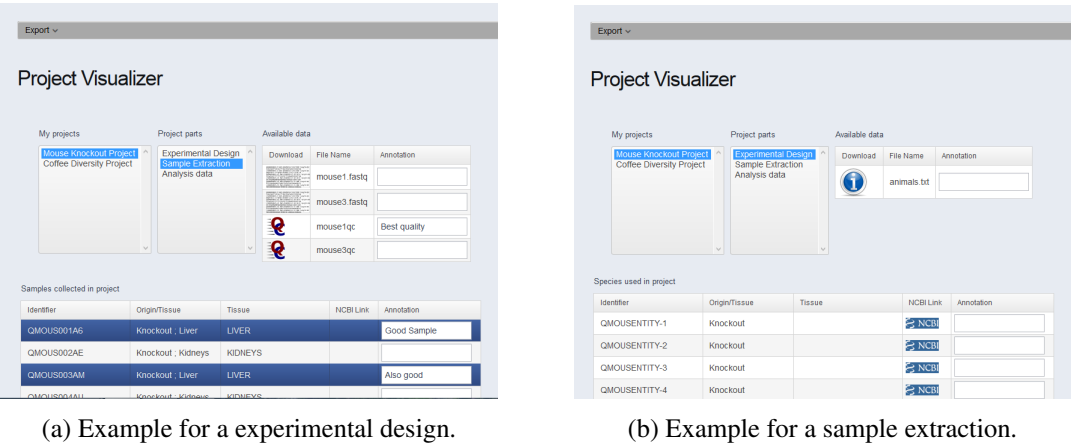 Export
Project Visualizer
My projects Project parts Available data
Mouse Knockout Project
Coffee Diversity Project
Experimental Design
Sample Extraction
Analysis data
Download File Name Annotation
mouse1.fastq
mouse3.fastq
mouse1qc Best quality
mouse3qc
Samples collected in project
Identifier Origin/Tissue Tissue NCBI Link Annotation
QMOUS001A6 Knockout ; Liver LIVER Good Sample
QMOUS002AE Knockout ; Kidneys KIDNEYS
QMOUS003AM Knockout ; Liver LIVER Also good
QMOUS004AU Knockout ; Kidneys KIDNEYS
(a) Example for a experimental design.
Export
Project Visualizer
My projects Project parts Available data
Mouse Knockout Project
Coffee Diversity Project
Experimental Design
Sample Extraction
Analysis data
Download File Name Annotation
animals.txt
Species used in project
Identifier Origin/Tissue Tissue NCBI Link Annotation
QMOUSENTITY-1 Knockout NCBI
QMOUSENTITY-2 Knockout NCBI
QMOUSENTITY-3 Knockout NCBI
QMOUSENTITY-4 Knockout NCBI
(b) Example for a sample extraction.